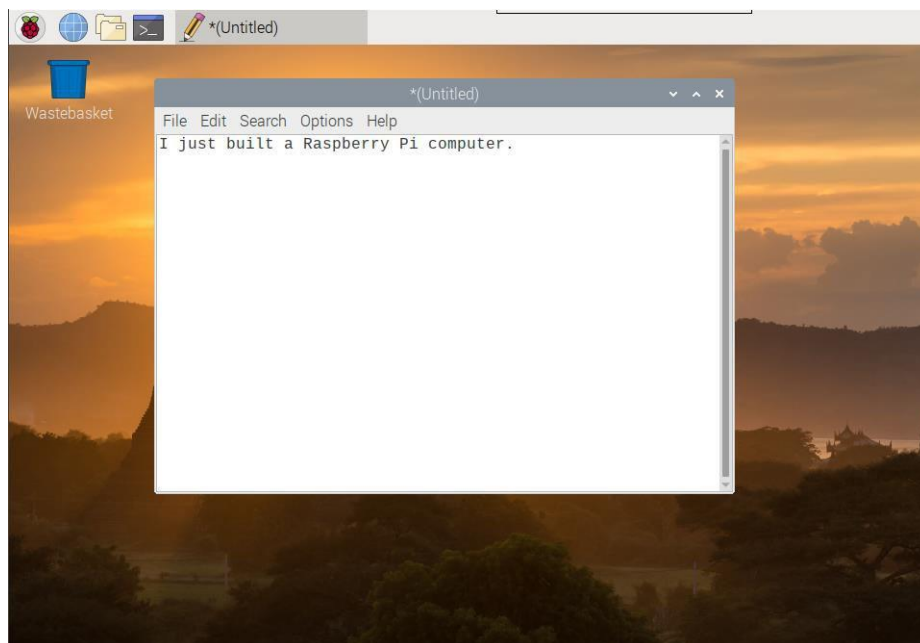 *(Untitled)
Wastebasket
*(Untitled)
File Edit Search Options Help
I just built a Raspberry Pi computer.